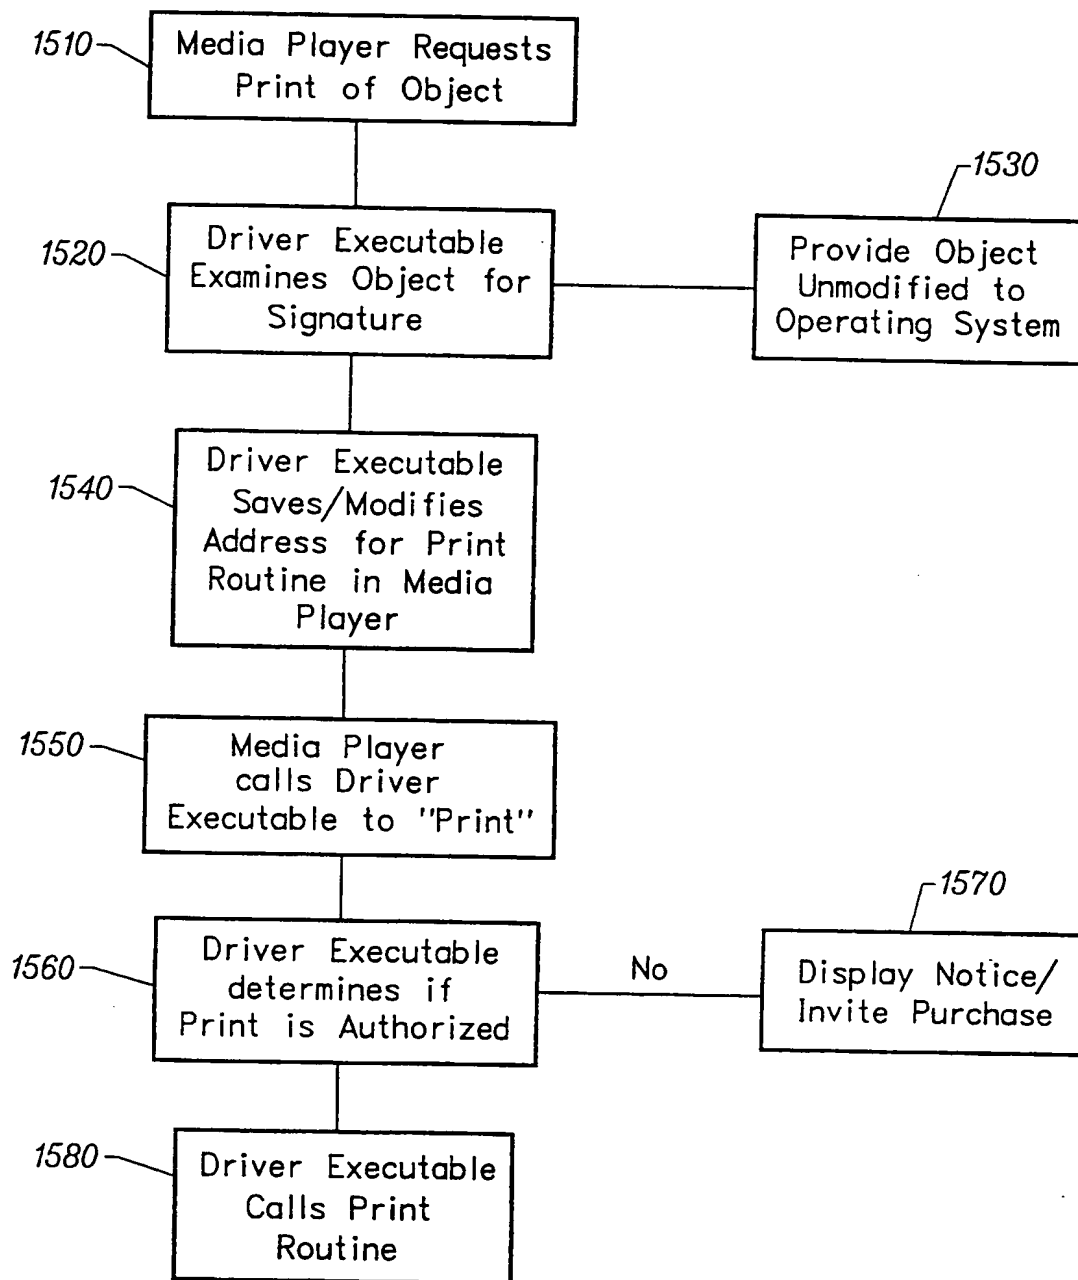 1510
Media Player Requests
Print of Object
1530
1520
Driver Executable
Examines Object for
Signature
Provide Object
Unmodified to
Operating System
1540
Driver Executable
Saves/Modifies
Address for Print
Routine in Media
Player
1550
Media Player
calls Driver
Executable to "Print"
1570
1560
Driver Executable
determines if
Print is Authorized
No
Display Notice/
Invite Purchase
1580
Driver Executable
Calls Print
Routine